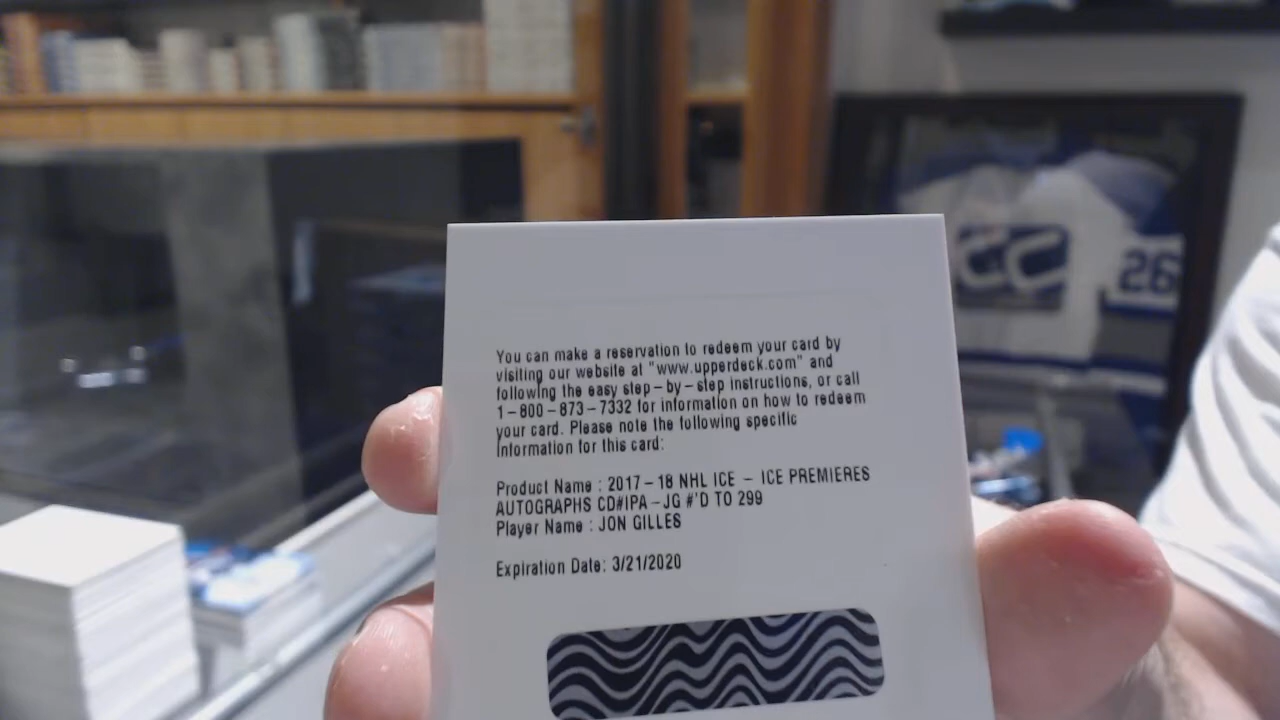 You can make a reservation to redeem your card by
visiting our website at "www.upperdeck.com" and
following the easy step-by-step instructions, or call
1-800-873-7332 for information on how to redeem
your card. Please note the following specific
information for this card:
Product Name : 2017-18 NHL ICE - ICE PREMIERES
AUTOGRAPHS CD#IPA-JG #'D TO 299
Player Name : JON GILLES
Expiration Date: 3/21/2020
26